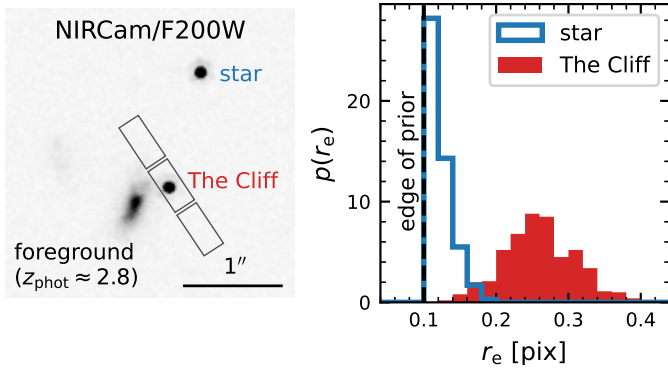 NIRCam/F200W
star
The Cliff
foreground
(z_phot ≈ 2.8)
1″
p(r_e)
20
10
0
edge of prior
star
The Cliff
0.1 0.2 0.3 0.4
r_e [pix]